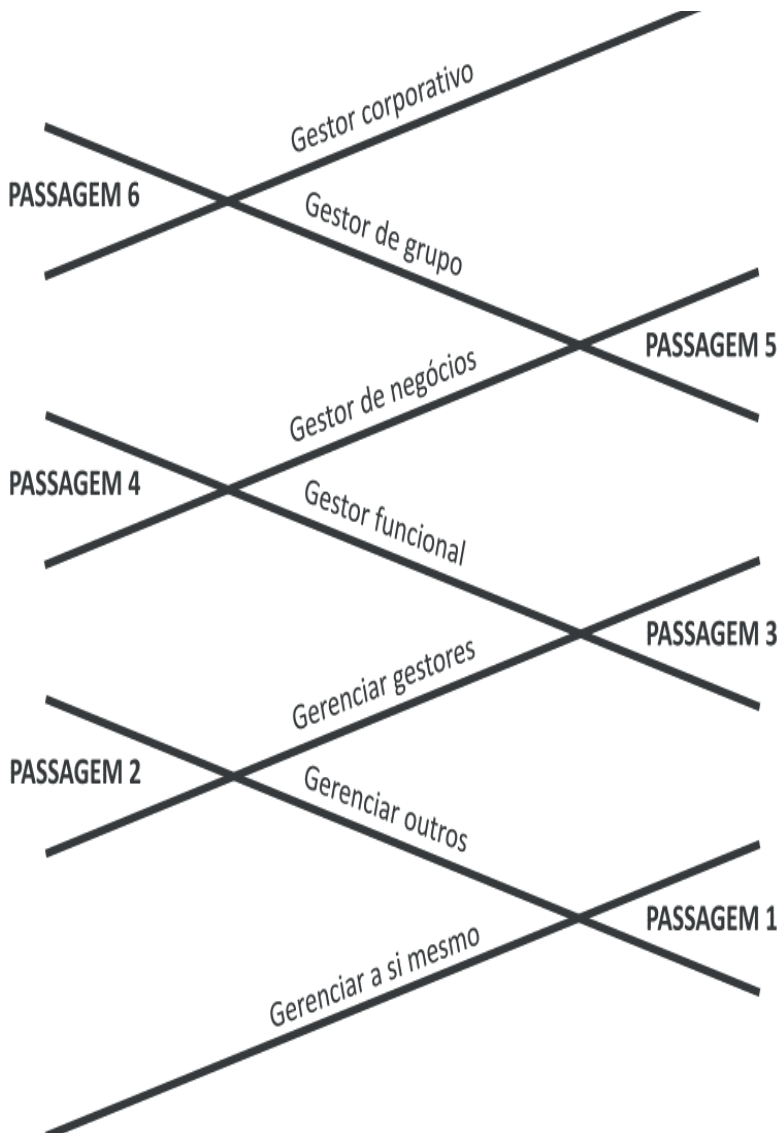 Gestor corporativo
PASSAGEM 6
Gestor de grupo
PASSAGEM 5
Gestor de negócios
PASSAGEM 4
Gestor funcional
PASSAGEM 3
Gerenciar gestores
PASSAGEM 2
Gerenciar outros
PASSAGEM 1
Gerenciar a si mesmo